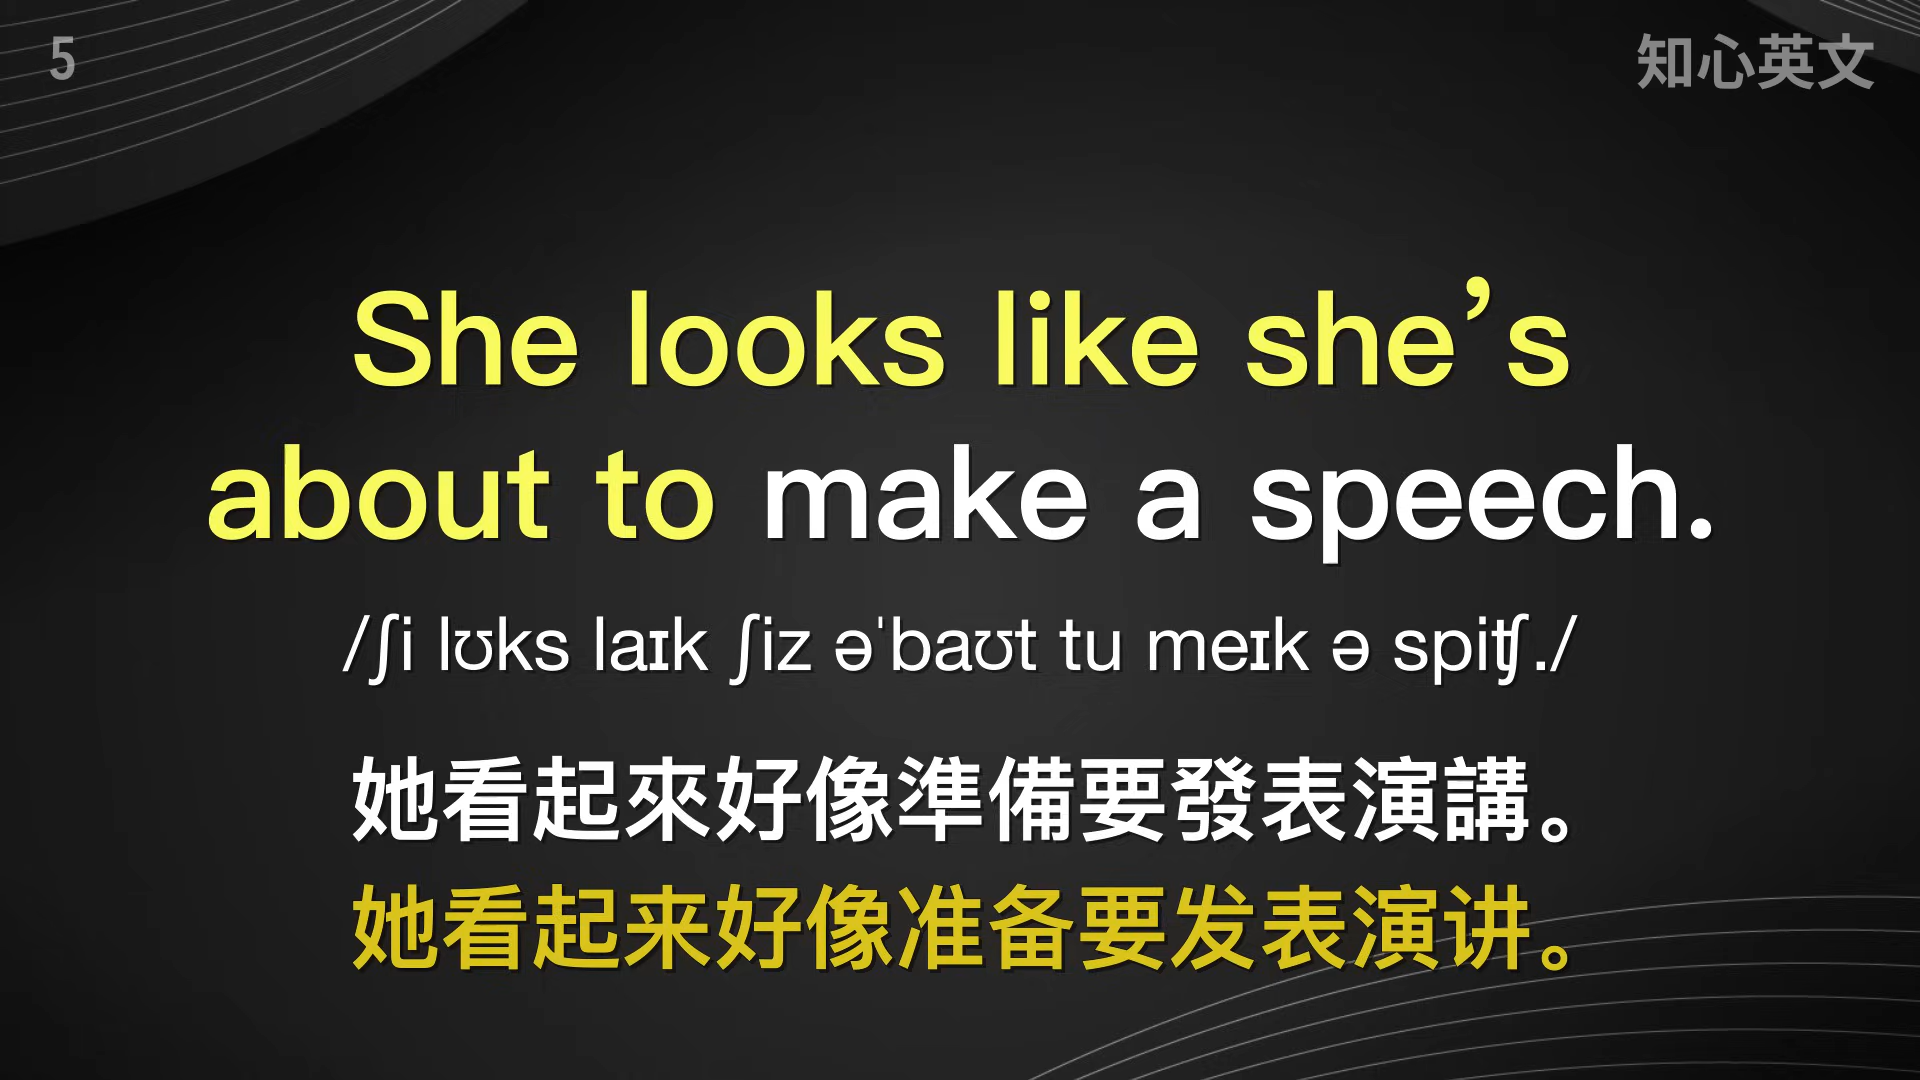 5
知心英文
She looks like she’s
about to make a speech.
/ʃi lʊks laɪk ʃiz əˈbaʊt tu meɪk ə spiʧ./
她看起來好像準備要發表演講。
她看起来好像准备要发表演讲。